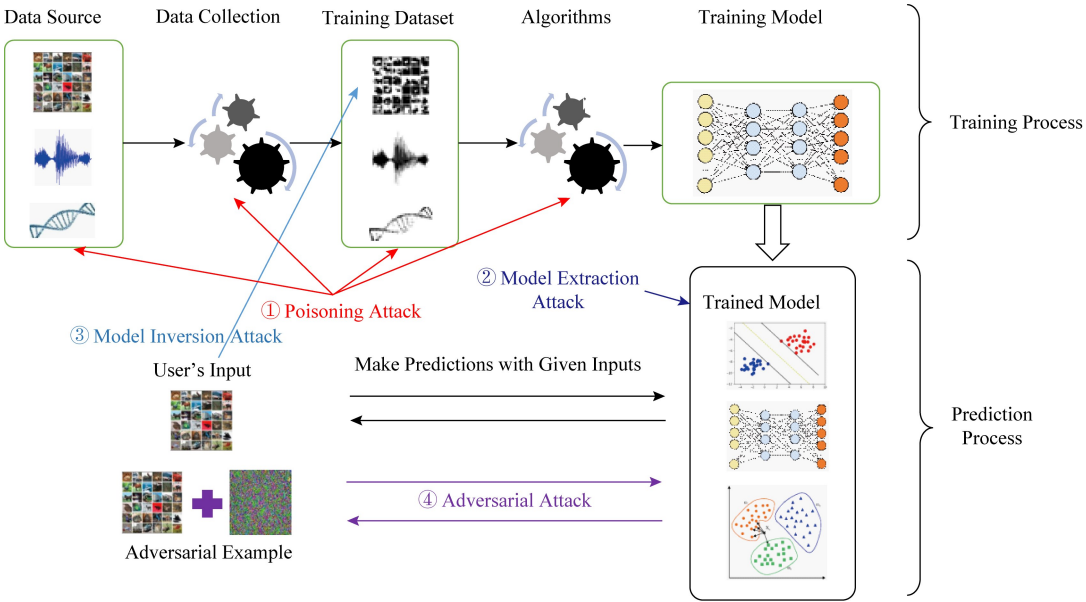 Data Source
Data Collection
Training Dataset
Algorithms
Training Model
Training Process
② Model Extraction
Attack
① Poisoning Attack
Trained Model
③ Model Inversion Attack
User's Input
Make Predictions with Given Inputs
Prediction
Process
④ Adversarial Attack
Adversarial Example